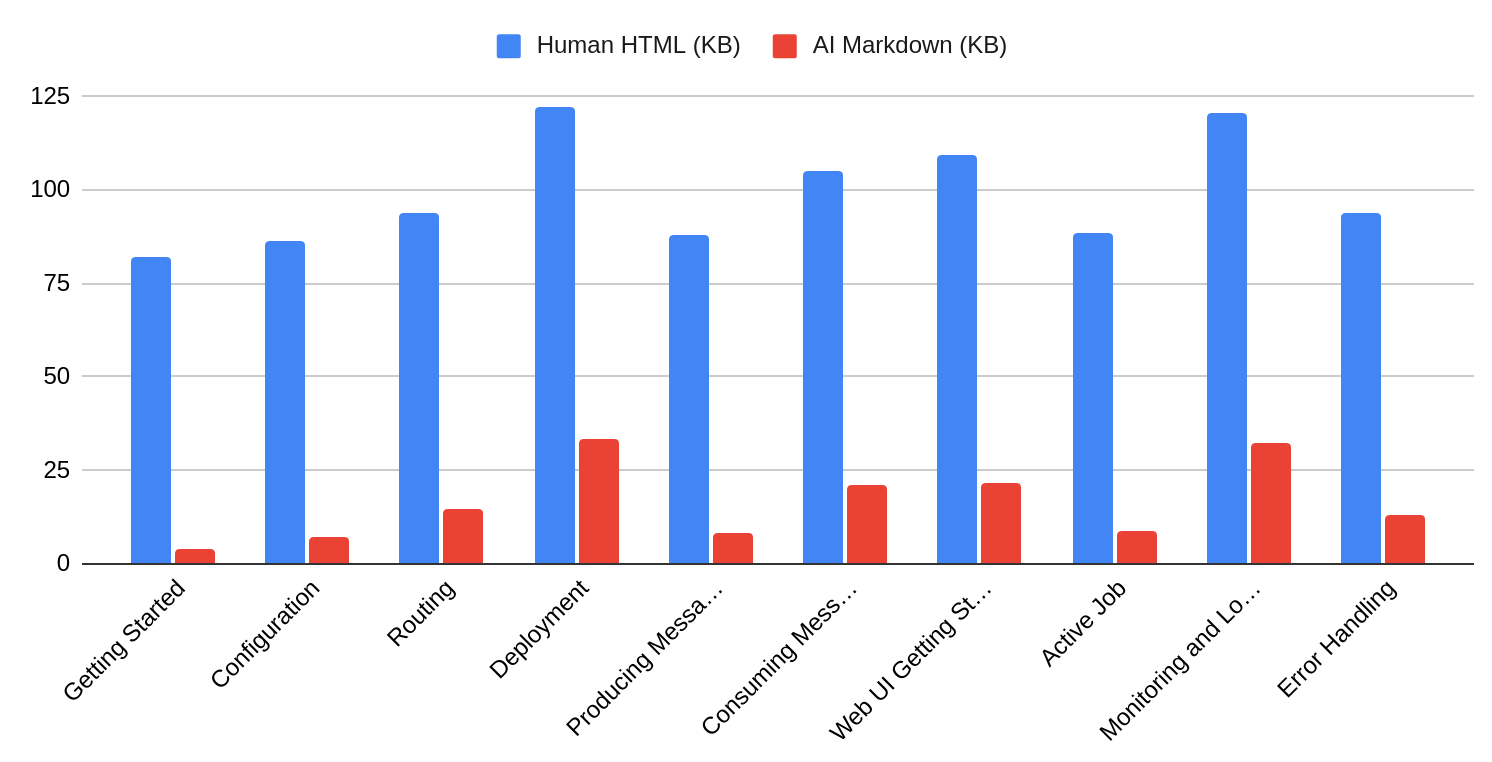 Human HTML (KB) AI Markdown (KB)
125
100
75
50
25
0
Getting Started
Configuration
Routing
Deployment
Producing Messa…
Consuming Mess…
Web UI Getting St…
Active Job
Monitoring and Lo…
Error Handling